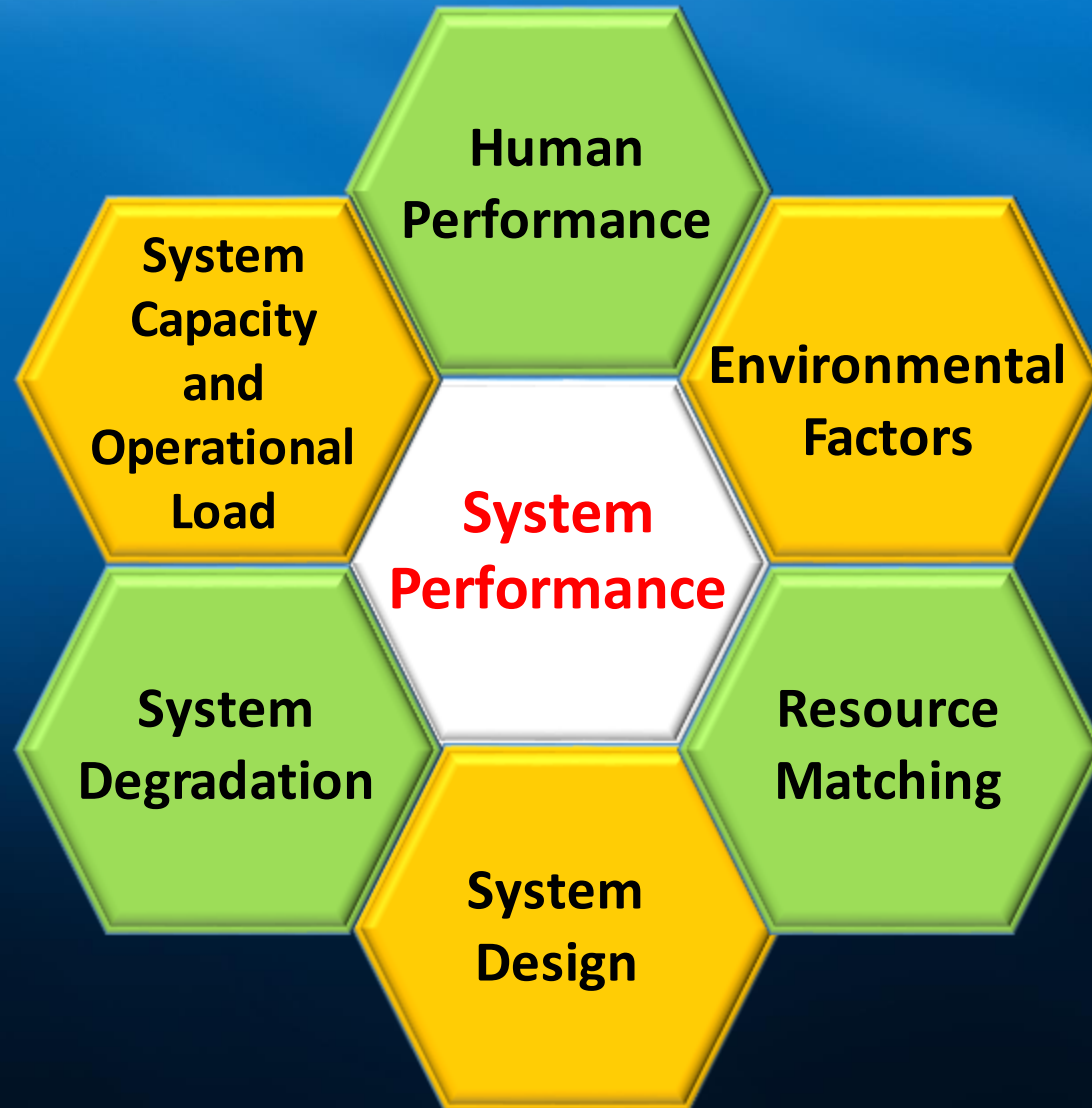 Human
Performance
System
Capacity
and
Operational
Load
Environmental
Factors
System
Performance
System
Degradation
Resource
Matching
System
Design